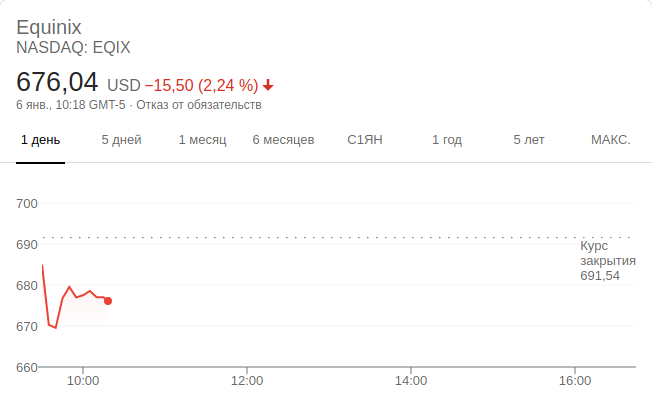 Equinix
NASDAQ: EQIX
676,04 USD −15,50 (2,24 %)
6 янв., 10:18 GMT-5 · Отказ от обязательств
1 день 5 дней 1 месяц 6 месяцев С1ЯН 1 год 5 лет МАКС.
700
690
Курс
закрытия
691,54
680
670
660
10:00 12:00 14:00 16:00